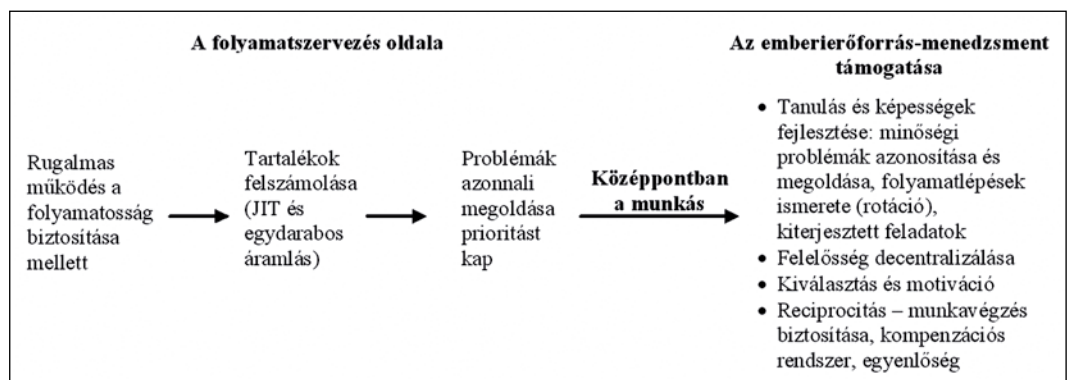 A folyamatszervezés oldala
Rugalmas
működés a
folyamatosság
biztosítása
mellett
Tartalékok
felszámolása
(JIT és
egydarabos
áramlás)
Problémák
azonnali
megoldása
prioritást
kap
Középpontban
a munkás
Az emberierőforrás-menedzsment
támogatása
• Tanulás és képességek
fejlesztése: minőségi
problémák azonosítása és
megoldása, folyamatlépések
ismerete (rotáció),
kiterjesztett feladatok
• Felelősség decentralizálása
• Kiválasztás és motiváció
• Reciprocitás – munkavégzés
biztosítása, kompenzációs
rendszer, egyenlőség